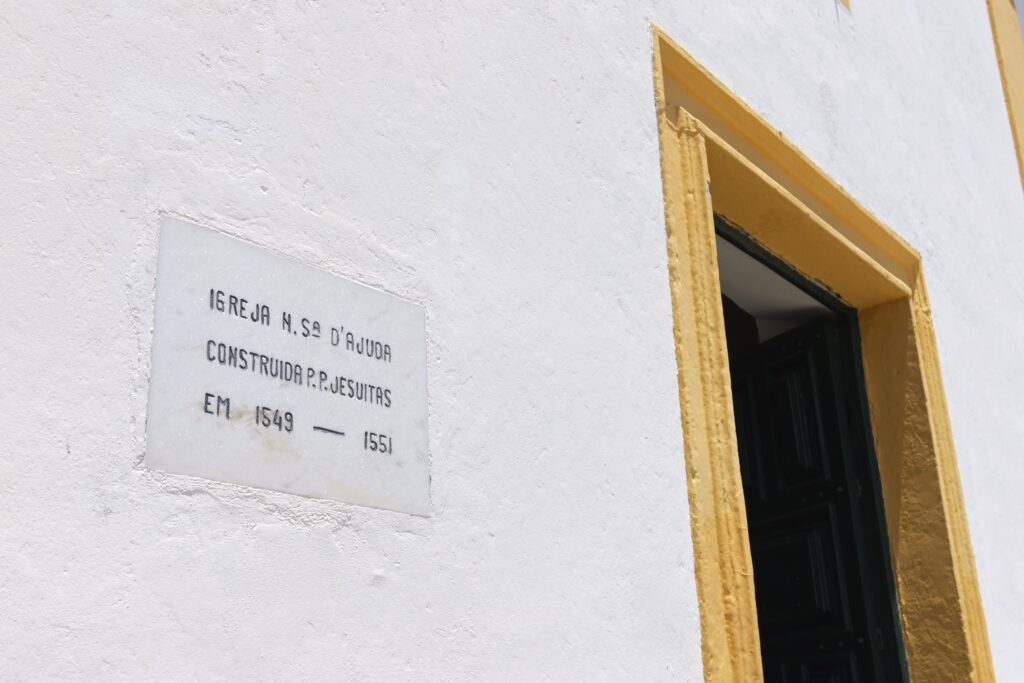 IGREJA N. Sª D'AJUDA
CONSTRUIDA P. P. JESUITAS
EM 1549 — 1551